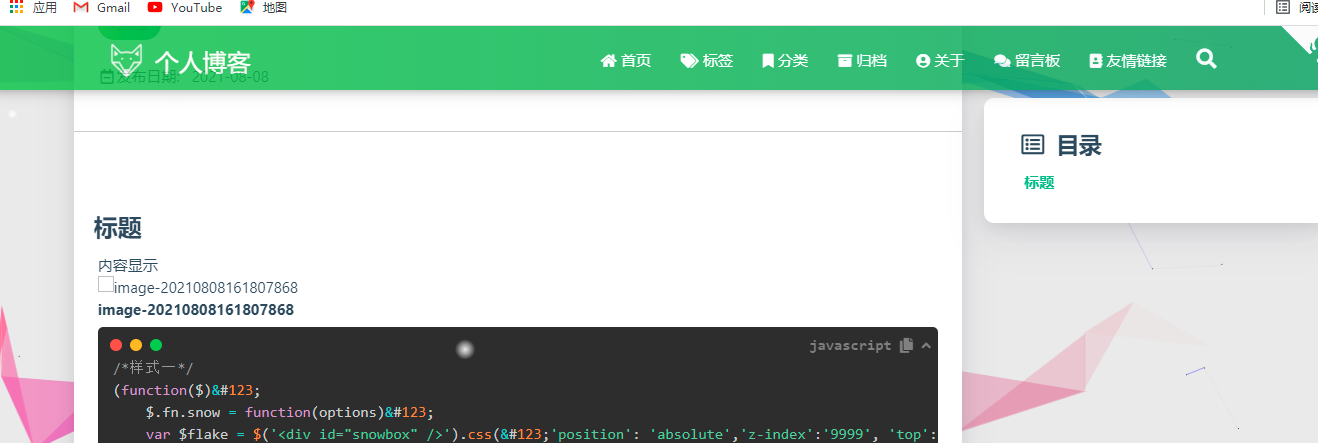 应用 Gmail YouTube 地图
个人博客 首页 标签 分类 归档 关于 留言板 友情链接
发布日期: 2021-08-08
目录
标题
标题
内容显示
image-20210808161807868
image-20210808161807868
javascript
/*样式一*/
(function($)&#123;
$.fn.snow = function(options)&#123;
var $flake = $('<div id="snowbox" />').css(&#123;'position': 'absolute','z-index':'9999', 'top':